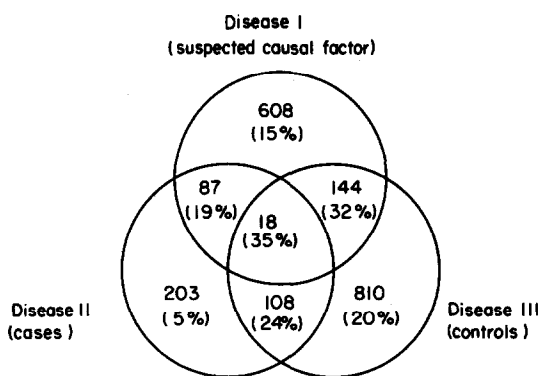 Disease I
(suspected causal factor)
608
(15%)
87
(19%)
144
(32%)
18
(35%)
203
(5%)
108
(24%)
810
(20%)
Disease II
(cases)
Disease III
(controls)